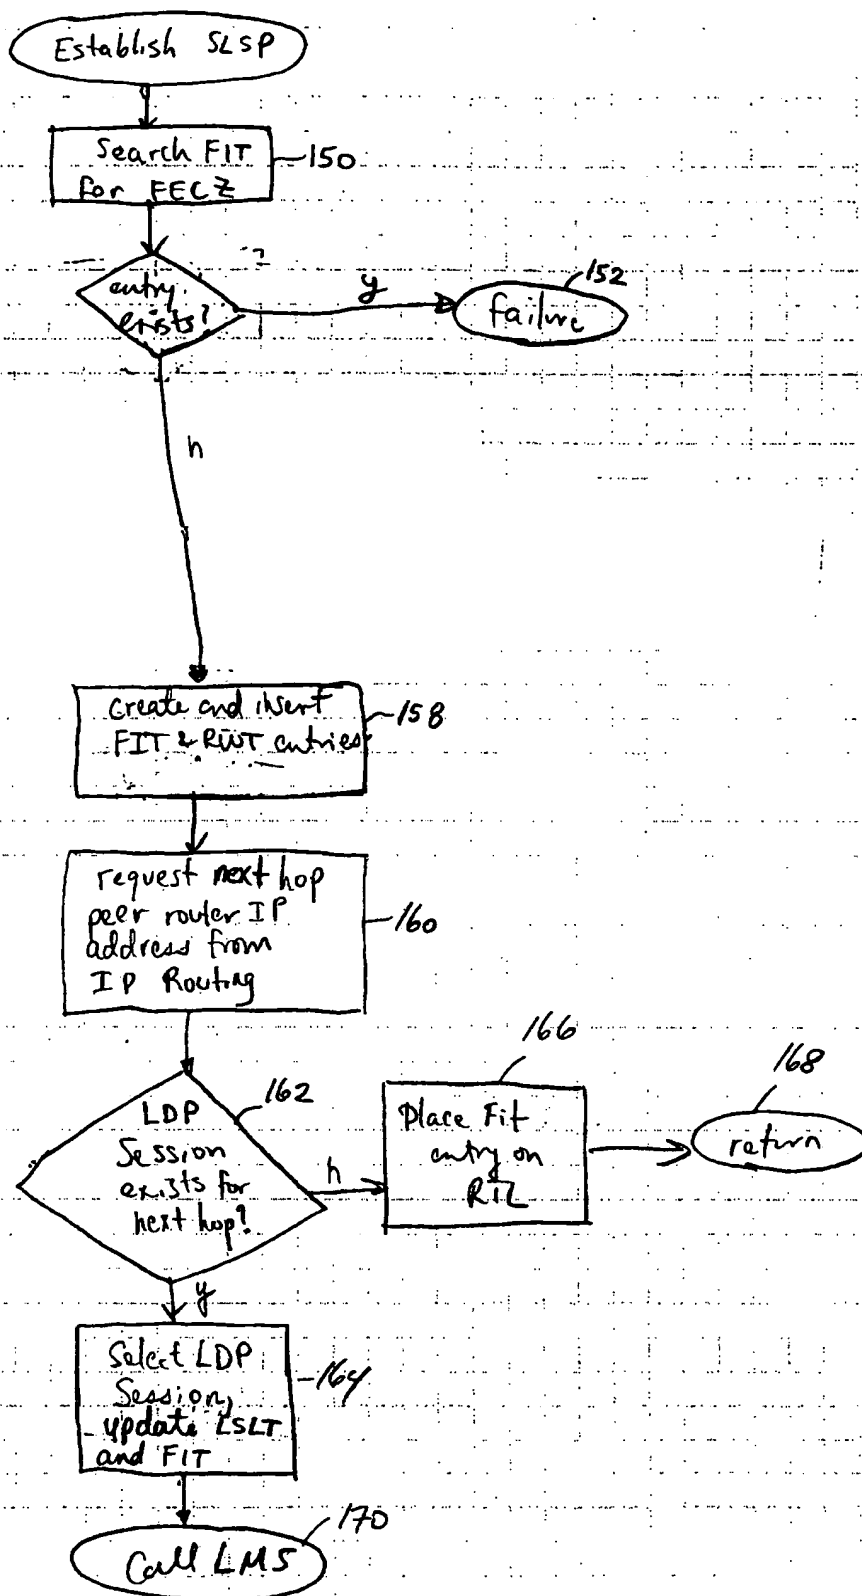 Establish SLSP
Search FIT
for FECZ
150
entry
exists?
?
y
152
failure
n
create and insert
FIT & RWT entries
158
request next hop
peer router IP
address from
IP Routing
160
LDP
Session
exists for
next hop?
162
n
166
Place Fit
entry on
168
return
y
Select LDP
Session,
update LSLT
and FIT
164
170
Call LMS